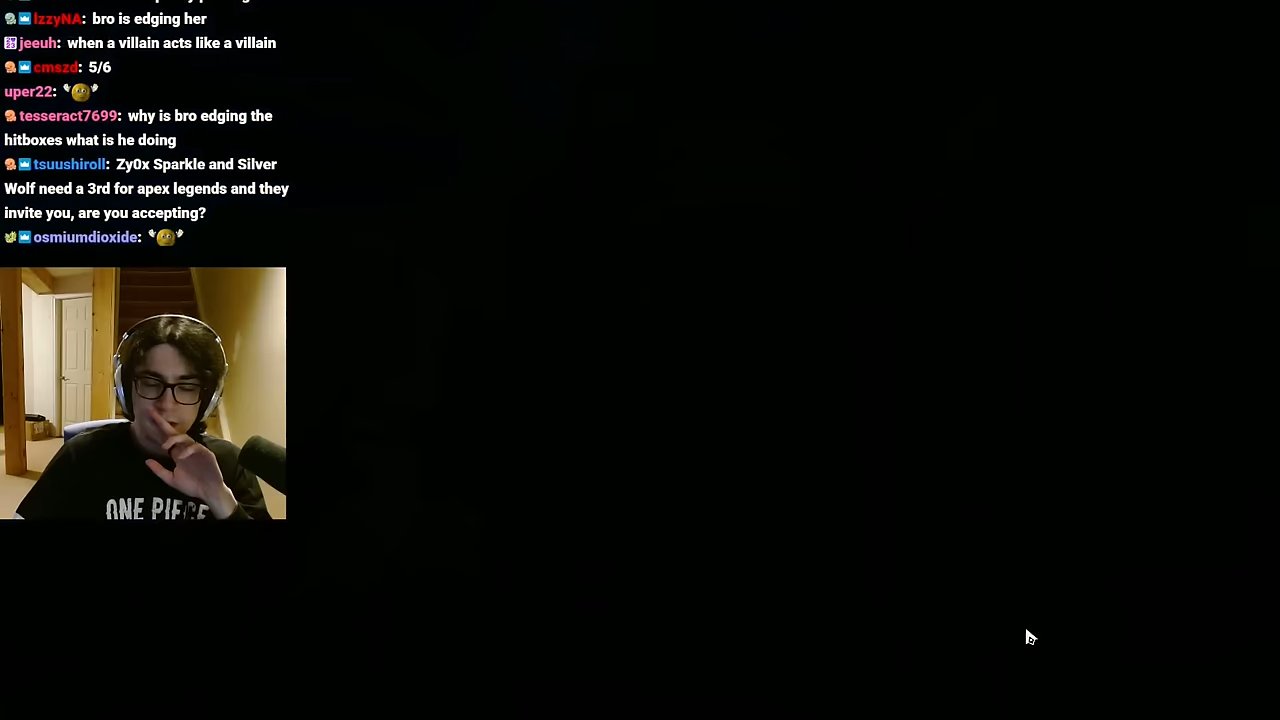 IzzyNA: bro is edging her
jeeuh: when a villain acts like a villain
cmszd: 5/6
uper22:
tesseract7699: why is bro edging the
hitboxes what is he doing
tsuushiroll: Zy0x Sparkle and Silver
Wolf need a 3rd for apex legends and they
invite you, are you accepting?
osmiumdioxide:
ONE PIECE